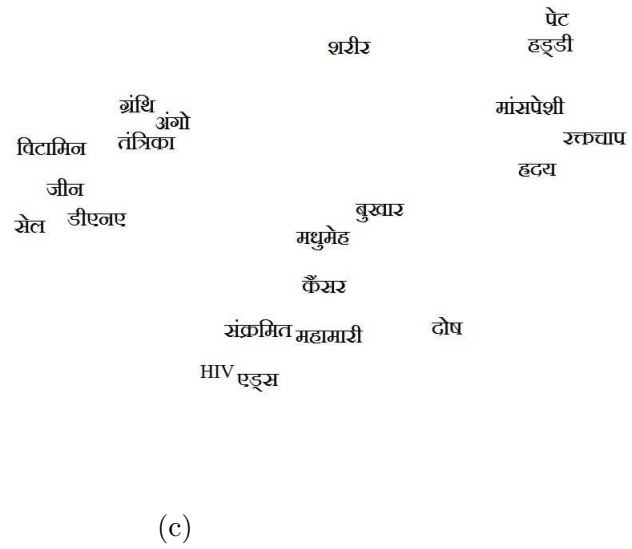 पेट
शरीर
हड्डी
ग्रंथि
मांसपेशी
अंगो
विटामिन
तंत्रिका
रक्तचाप
हृदय
जीन
सेल
डीएनए
बुखार
मधुमेह
कैंसर
संक्रमित महामारी
दोष
HIV एड्स
(c)